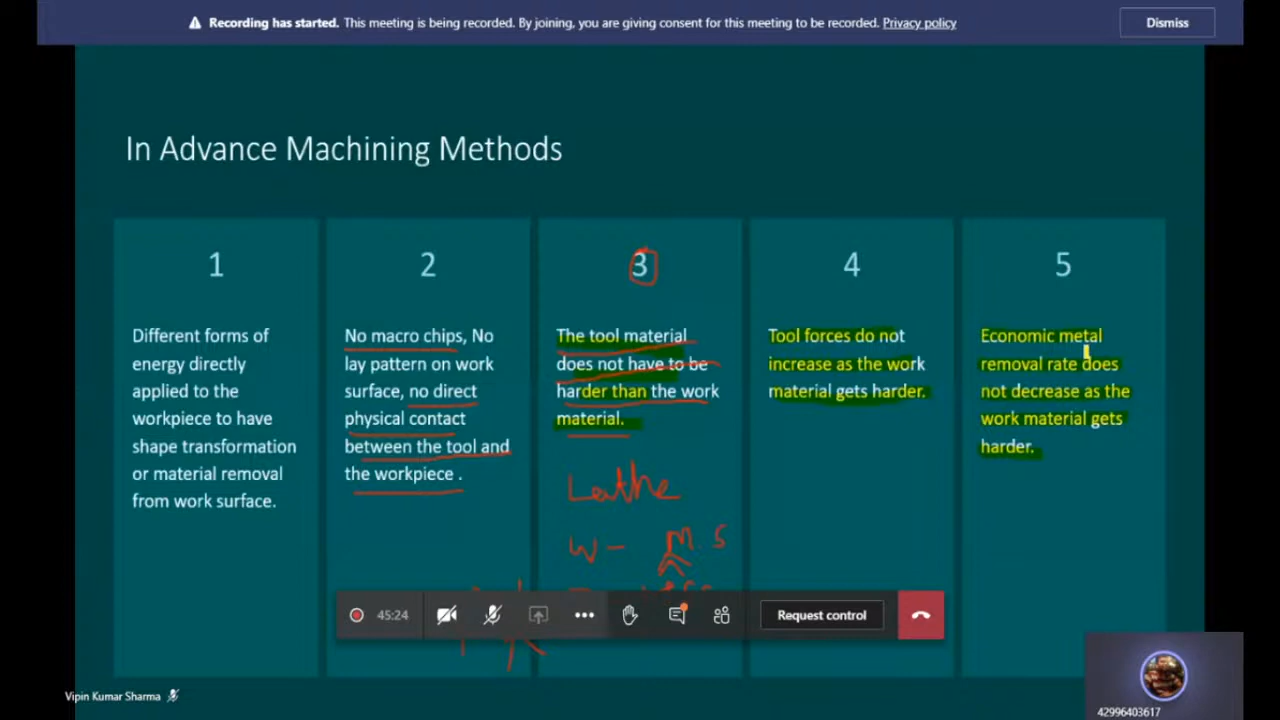 Recording has started. This meeting is being recorded. By joining, you are giving consent for this meeting to be recorded. Privacy policy
Dismiss
In Advance Machining Methods
1
Different forms of
energy directly
applied to the
workpiece to have
shape transformation
or material removal
from work surface.
2
No macro chips, No
lay pattern on work
surface, no direct
physical contact
between the tool and
the workpiece .
3
The tool material
does not have to be
harder than the work
material.
Lathe
W - M S
4
Tool forces do not
increase as the work
material gets harder.
5
Economic metal
removal rate does
not decrease as the
work material gets
harder.
45:24
Request control
Vipin Kumar Sharma
42996403617